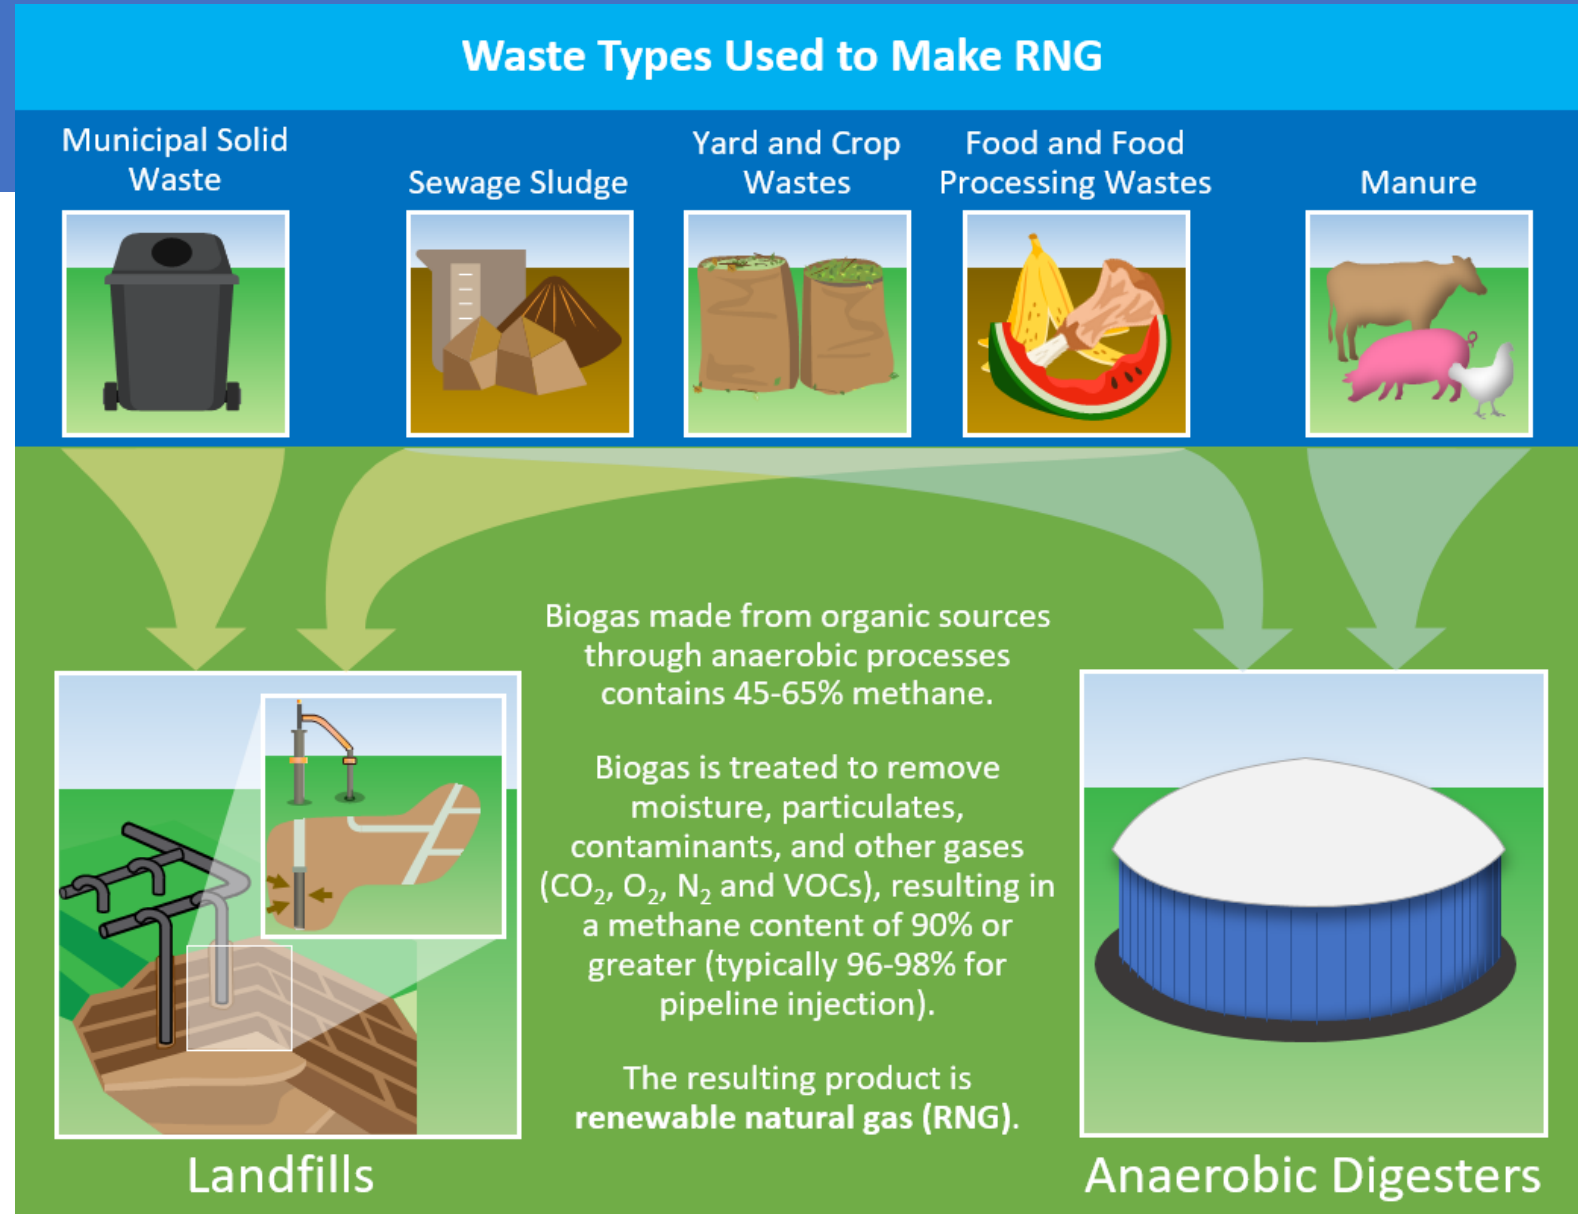 Waste Types Used to Make RNG
Municipal Solid
Waste
Sewage Sludge
Yard and Crop
Wastes
Food and Food
Processing Wastes
Manure
Biogas made from organic sources
through anaerobic processes
contains 45-65% methane.
Biogas is treated to remove
moisture, particulates,
contaminants, and other gases
(CO₂, O₂, N₂ and VOCs), resulting in
a methane content of 90% or
greater (typically 96-98% for
pipeline injection).
The resulting product is
renewable natural gas (RNG).
Landfills
Anaerobic Digesters